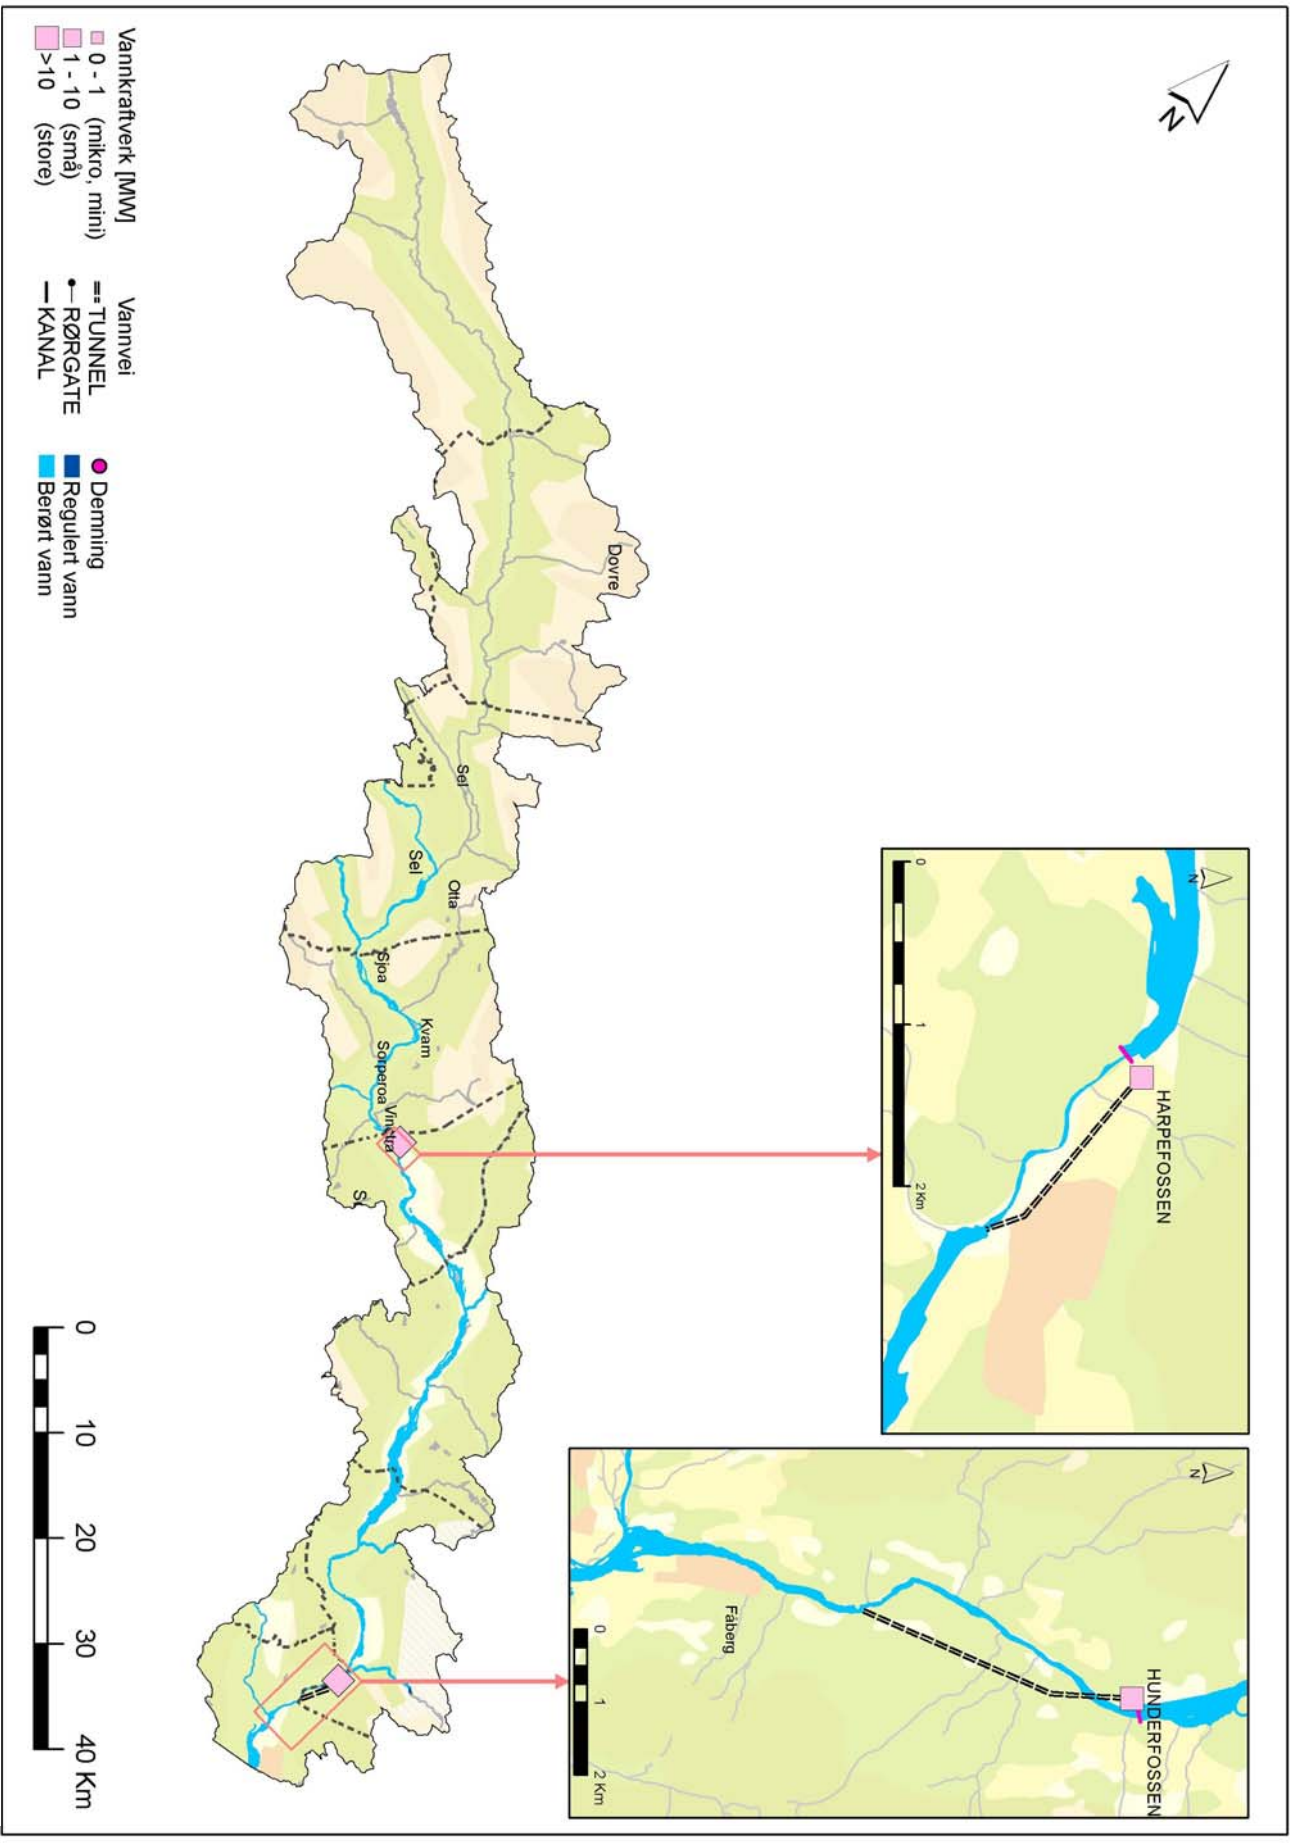 Vannkraftverk [MW]
0 - 1 (mikro, mini)
1 - 10 (små)
>10 (store)
Vannvei
TUNNEL
RØRGATE
KANAL
Demning
Regulert vann
Berørt vann
N
Dovre
Sel
Sel
Otta
Sjoa
Kvam
Sorperoa
Vinstra
0 10 20 30 40 Km
N
HARPEFOSSEN
0 1 2 Km
N
HUNDERFOSSEN
Fåberg
0 1 2 Km